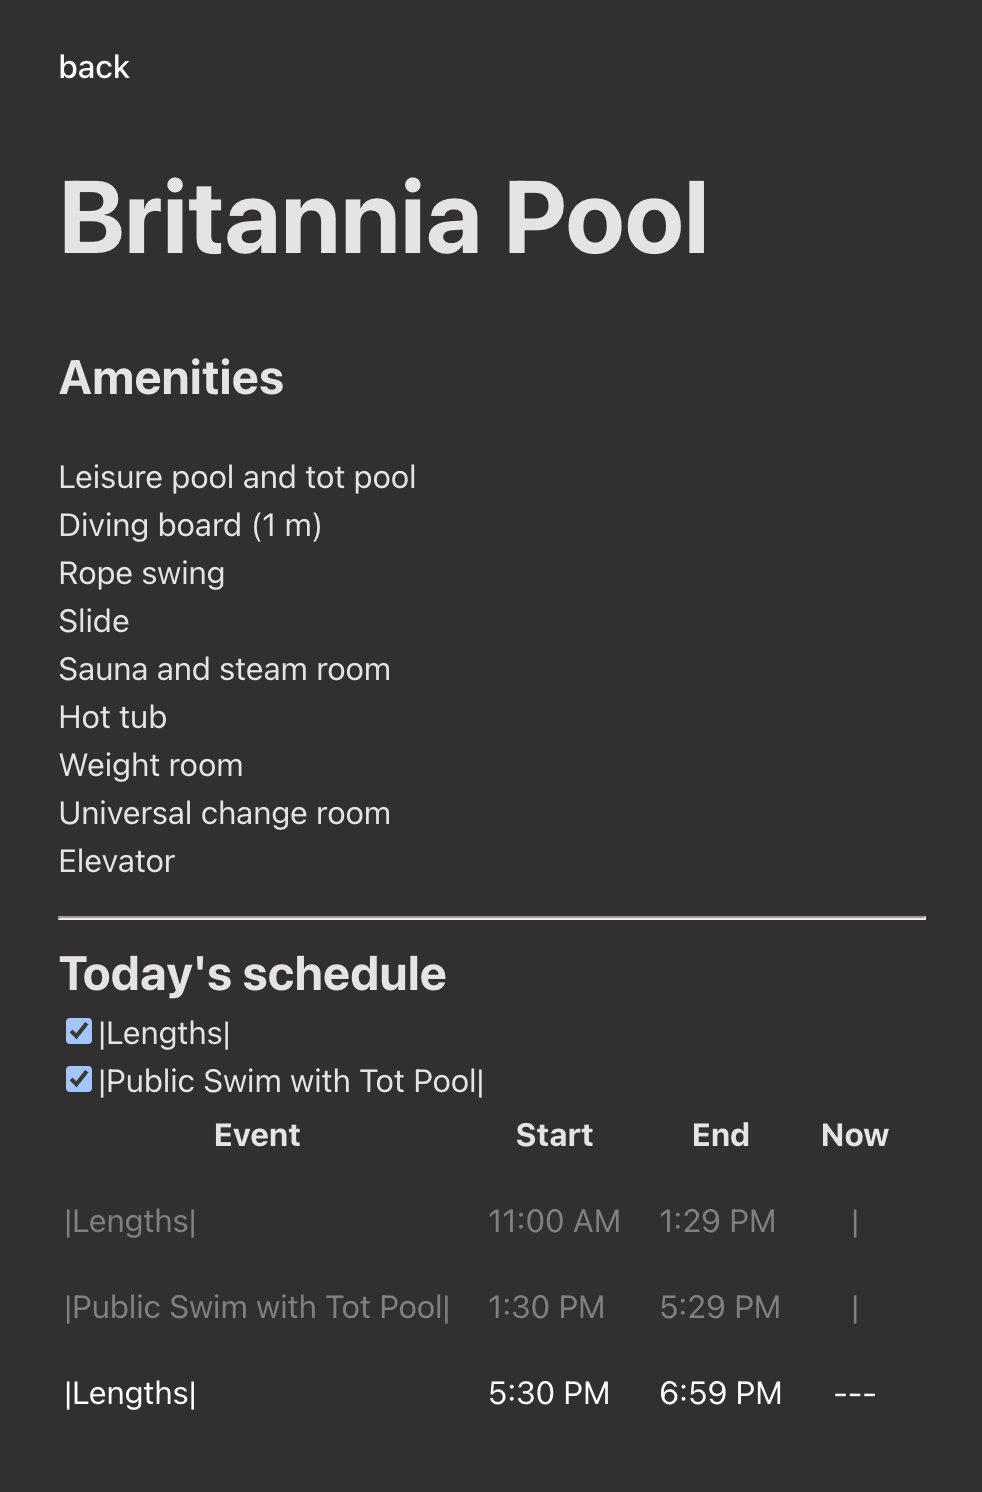 back
Britannia Pool
Amenities
Leisure pool and tot pool
Diving board (1 m)
Rope swing
Slide
Sauna and steam room
Hot tub
Weight room
Universal change room
Elevator
Today's schedule
|Lengths|
|Public Swim with Tot Pool|
Event Start End Now
|Lengths| 11:00 AM 1:29 PM |
|Public Swim with Tot Pool| 1:30 PM 5:29 PM |
|Lengths| 5:30 PM 6:59 PM ---